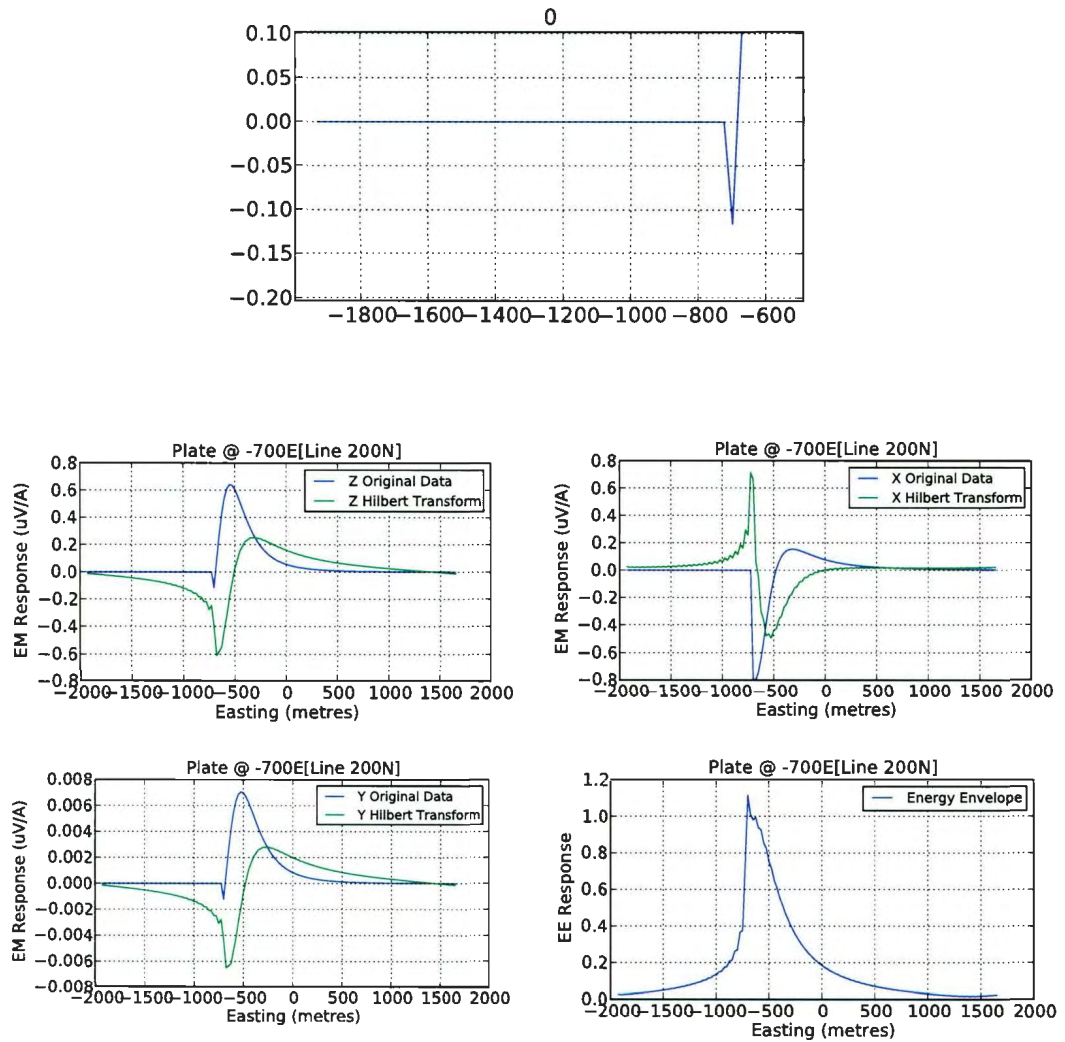 0
0.10
0.05
0.00
−0.05
−0.10
−0.15
−0.20
−1800 −1600 −1400 −1200 −1000 −800 −600
Plate @ -700E[Line 200N]
EM Response (uV/A)
0.8
0.6
0.4
0.2
0.0
−0.2
−0.4
−0.6
−0.8
Z Original Data
Z Hilbert Transform
−2000 −1500 −1000 −500 0 500 1000 1500 2000
Easting (metres)
Plate @ -700E[Line 200N]
EM Response (uV/A)
0.8
0.6
0.4
0.2
0.0
−0.2
−0.4
−0.6
−0.8
X Original Data
X Hilbert Transform
−2000 −1500 −1000 −500 0 500 1000 1500 2000
Easting (metres)
Plate @ -700E[Line 200N]
EM Response (uV/A)
0.008
0.006
0.004
0.002
0.000
−0.002
−0.004
−0.006
−0.008
Y Original Data
Y Hilbert Transform
−2000 −1500 −1000 −500 0 500 1000 1500 2000
Easting (metres)
Plate @ -700E[Line 200N]
EE Response
1.2
1.0
0.8
0.6
0.4
0.2
0.0
Energy Envelope
−2000 −1500 −1000 −500 0 500 1000 1500 2000
Easting (metres)